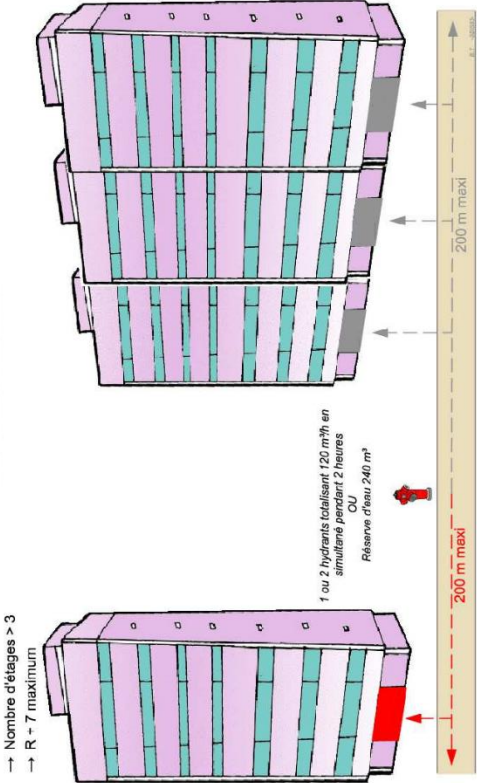 → Nombre d'étages > 3
→ R + 7 maximum
1 ou 2 hydrants totalisant 120 m³/h en
simultané pendant 2 heures
OU
Réserve d'eau 240 m³
200 m maxi
200 m maxi